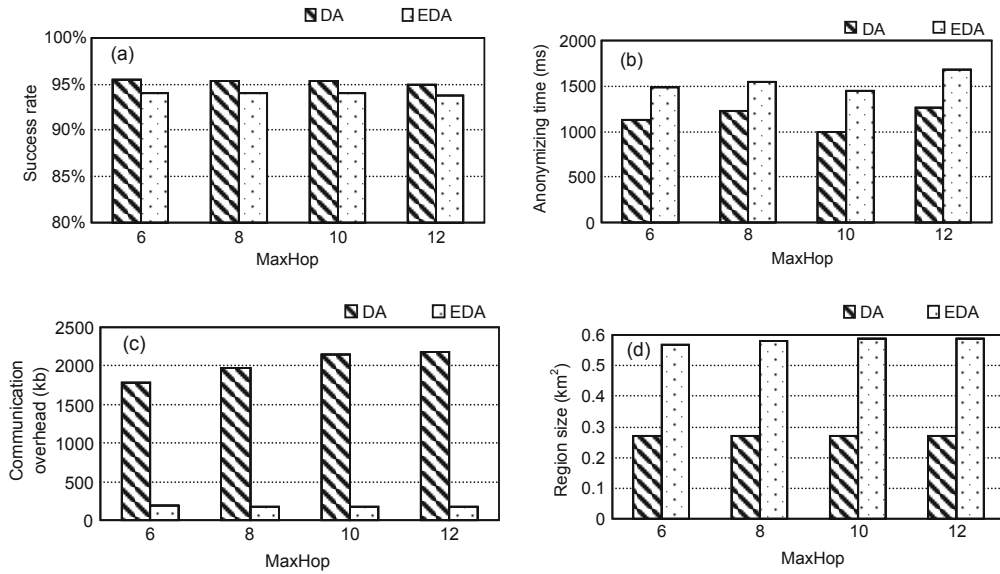 DA EDA
(a)
Success rate
100%
95%
90%
85%
80%
6 8 10 12
MaxHop
DA EDA
(b)
Anonymizing time (ms)
2000
1500
1000
500
0
6 8 10 12
MaxHop
DA EDA
(c)
Communication
overhead (kb)
2500
2000
1500
1000
500
0
6 8 10 12
MaxHop
DA EDA
(d)
Region size (km²)
0.6
0.5
0.4
0.3
0.2
0.1
0
6 8 10 12
MaxHop